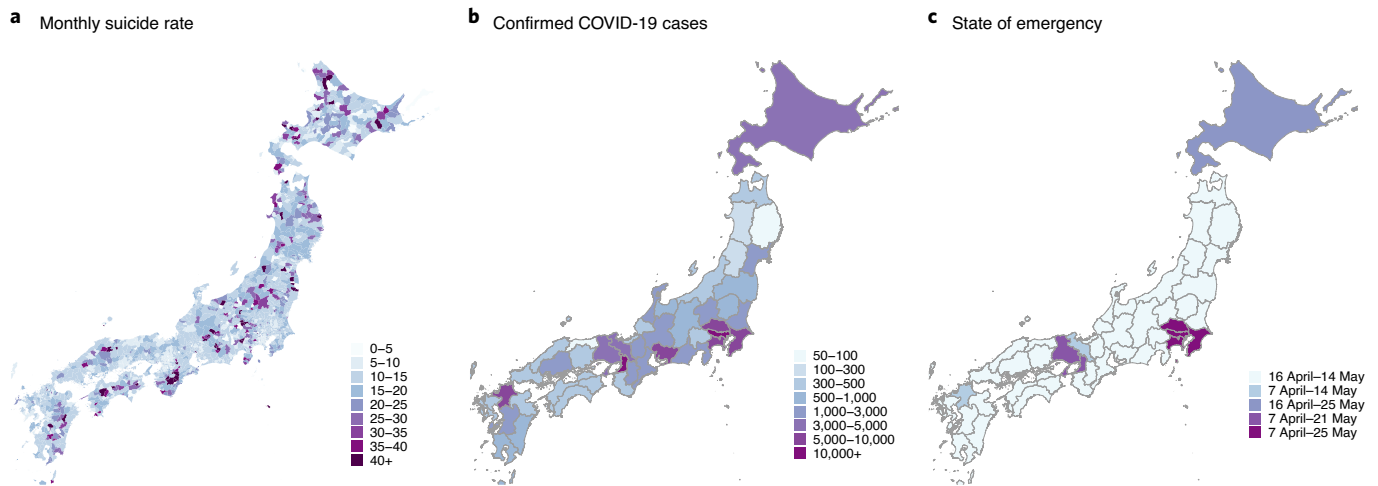 a Monthly suicide rate
0–5
5–10
10–15
15–20
20–25
25–30
30–35
35–40
40+
b Confirmed COVID-19 cases
50–100
100–300
300–500
500–1,000
1,000–3,000
3,000–5,000
5,000–10,000
10,000+
c State of emergency
16 April–14 May
7 April–14 May
16 April–25 May
7 April–21 May
7 April–25 May